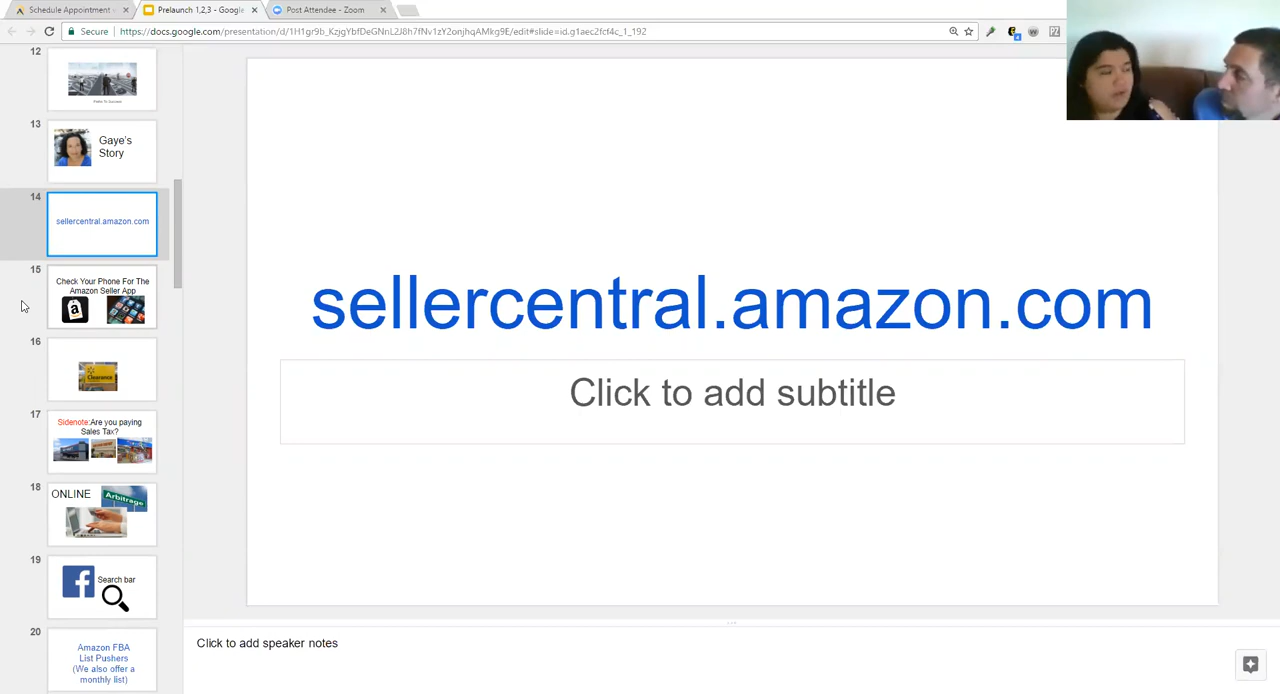 Schedule Appointment -
Prelaunch 1,2,3 - Google
Post Attendee - Zoom
Secure
https://docs.google.com/presentation/d/1H1gr9b_KzjgYbfDeGNnL2J8h7fNv1zY2onjhqAMkg9E/edit#slide=id.g1aec2fcf4c_1_192
12
13
Gaye's
Story
14
sellercentral.amazon.com
15
Check Your Phone For The
Amazon Seller App
16
Clearance
17
Sidenote:Are you paying
Sales Tax?
18
ONLINE
Arbitrage
19
Search bar
20
Amazon FBA
List Pushers
(We also offer a
monthly list)
sellercentral.amazon.com
Click to add subtitle
Click to add speaker notes